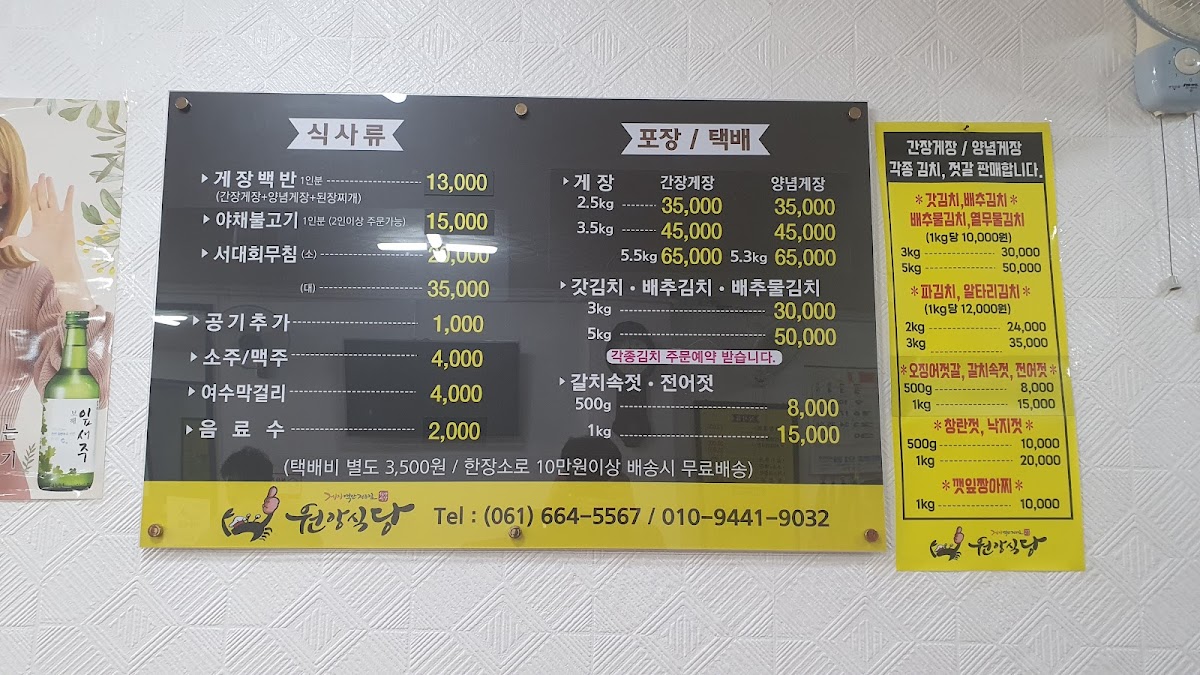 식사류
게장백반 1인분 13,000
(간장게장+양념게장+된장찌개)
야채불고기 1인분 (2인이상 주문가능) 15,000
서대회무침 (소)
(대) 35,000
공기추가 1,000
소주/맥주 4,000
여수막걸리 4,000
음료수 2,000
포장 / 택배
게장 간장게장 양념게장
2.5kg 35,000 35,000
3.5kg 45,000 45,000
5.5kg 65,000 5.3kg 65,000
갓김치 · 배추김치 · 배추물김치
3kg 30,000
5kg 50,000
각종김치 주문예약 받습니다.
갈치속젓 · 전어젓
500g 8,000
1kg 15,000
(택배비 별도 3,500원 / 한장소로 10만원이상 배송시 무료배송)
원앙식당 Tel : (061) 664-5567 / 010-9441-9032
간장게장 / 양념게장
각종 김치, 젓갈 판매합니다.
*갓김치,배추김치*
배추물김치,열무물김치
(1kg당 10,000원)
3kg 30,000
5kg 50,000
*파김치, 알타리김치*
(1kg당 12,000원)
2kg 24,000
3kg 35,000
*오징어젓갈, 갈치속젓, 전어젓*
500g 8,000
1kg 15,000
*창란젓, 낙지젓*
500g 10,000
1kg 20,000
*깻잎짱아찌*
1kg 10,000
원앙식당
잎새주
는
기